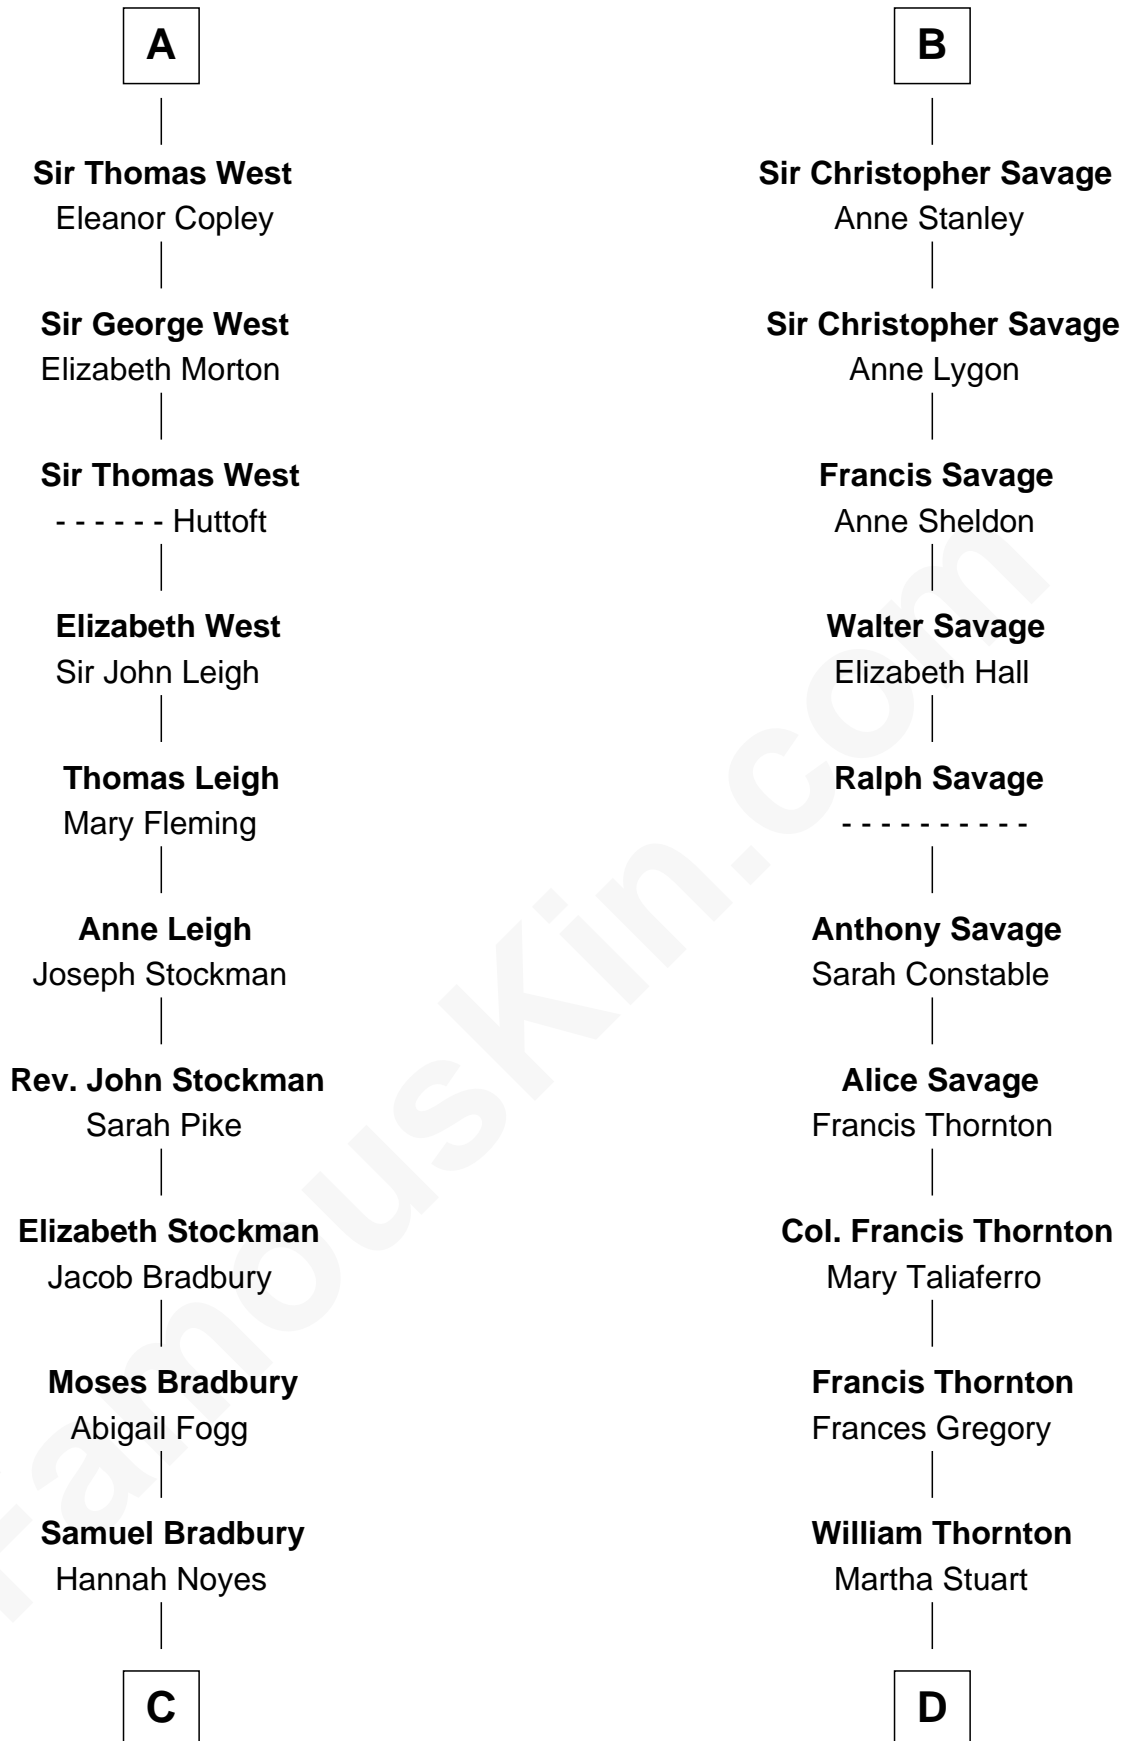 A
Sir Thomas West
Eleanor Copley
Sir George West
Elizabeth Morton
Sir Thomas West
- - - - - - Huttoft
Elizabeth West
Sir John Leigh
Thomas Leigh
Mary Fleming
Anne Leigh
Joseph Stockman
Rev. John Stockman
Sarah Pike
Elizabeth Stockman
Jacob Bradbury
Moses Bradbury
Abigail Fogg
Samuel Bradbury
Hannah Noyes
C
B
Sir Christopher Savage
Anne Stanley
Sir Christopher Savage
Anne Lygon
Francis Savage
Anne Sheldon
Walter Savage
Elizabeth Hall
Ralph Savage
- - - - - - - - - -
Anthony Savage
Sarah Constable
Alice Savage
Francis Thornton
Col. Francis Thornton
Mary Taliaferro
Francis Thornton
Frances Gregory
William Thornton
Martha Stuart
D
FamousKin.com